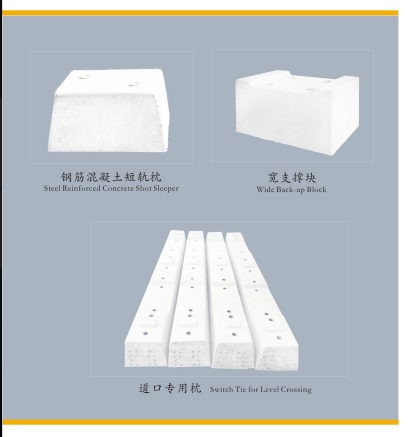 钢筋混凝土短轨枕
Steel Reinforced Concrete Shot Sleeper
宽支撑块
Wide Back-up Block
道口专用枕 Switch Tie for Level Crossing